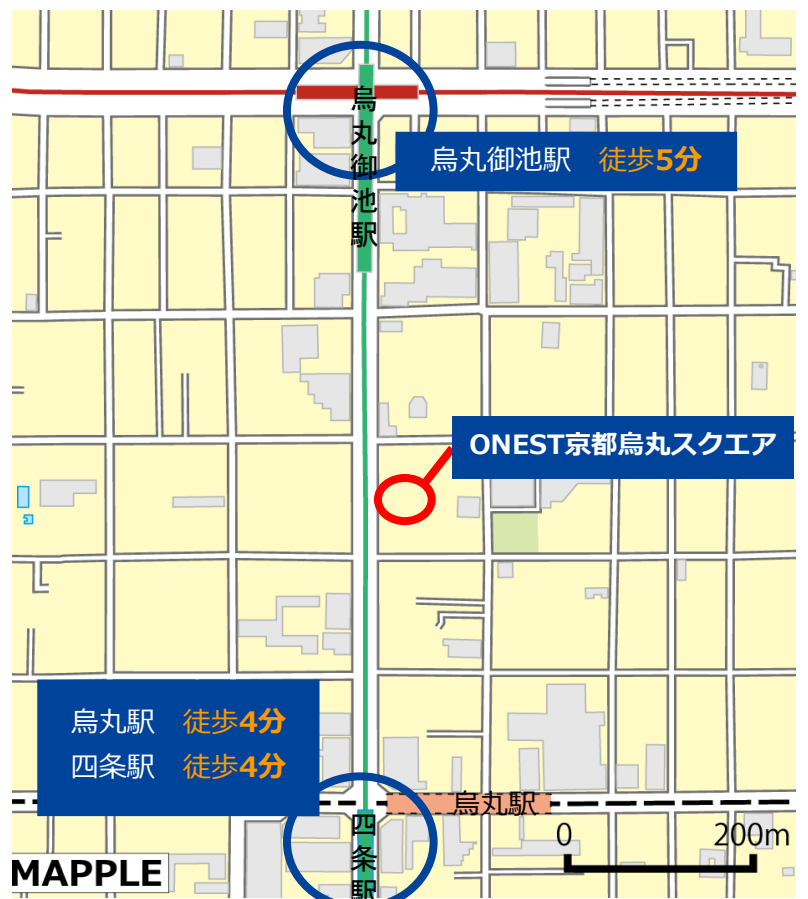 烏丸御池駅
烏丸御池駅 徒歩5分
ONEST京都烏丸スクエア
烏丸駅 徒歩4分
四条駅 徒歩4分
烏丸駅
四条駅
0 200m
MAPPLE